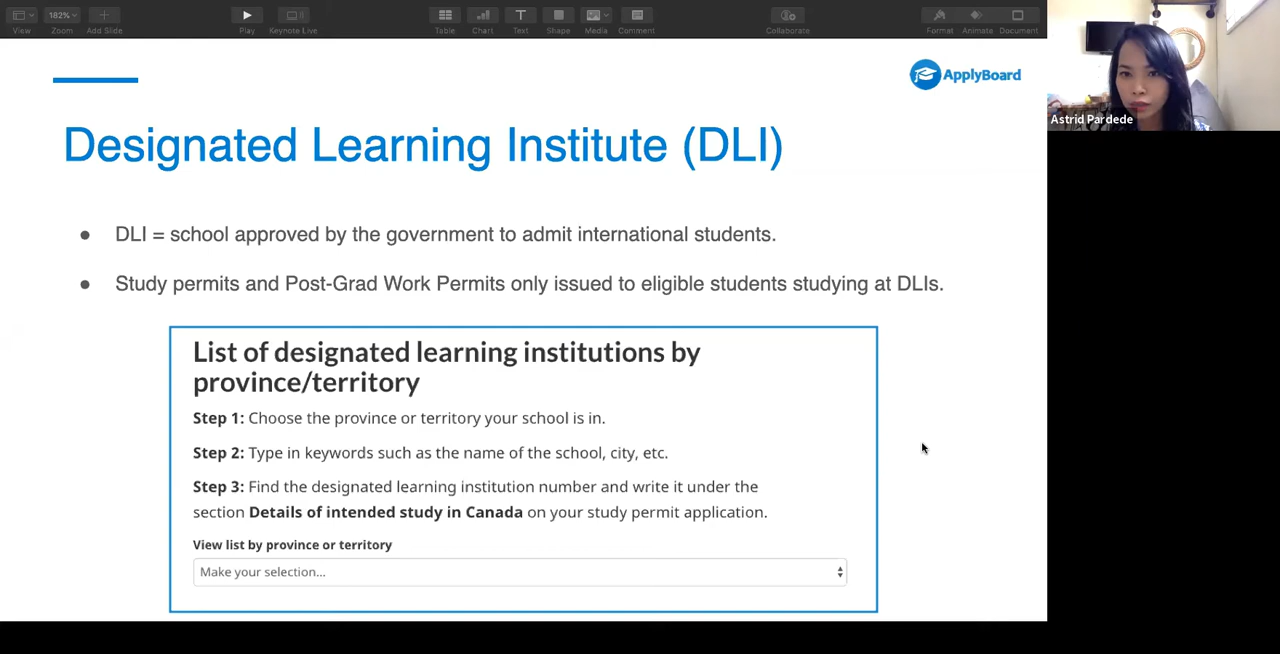 View
182%
Zoom
Add Slide
Play
Keynote Live
Table
Chart
Text
Shape
Media
Comment
Collaborate
Format
Animate
Document
ApplyBoard
Astrid Pardede
Designated Learning Institute (DLI)
● DLI = school approved by the government to admit international students.
● Study permits and Post-Grad Work Permits only issued to eligible students studying at DLIs.
List of designated learning institutions by
province/territory
Step 1: Choose the province or territory your school is in.
Step 2: Type in keywords such as the name of the school, city, etc.
Step 3: Find the designated learning institution number and write it under the
section Details of intended study in Canada on your study permit application.
View list by province or territory
Make your selection...